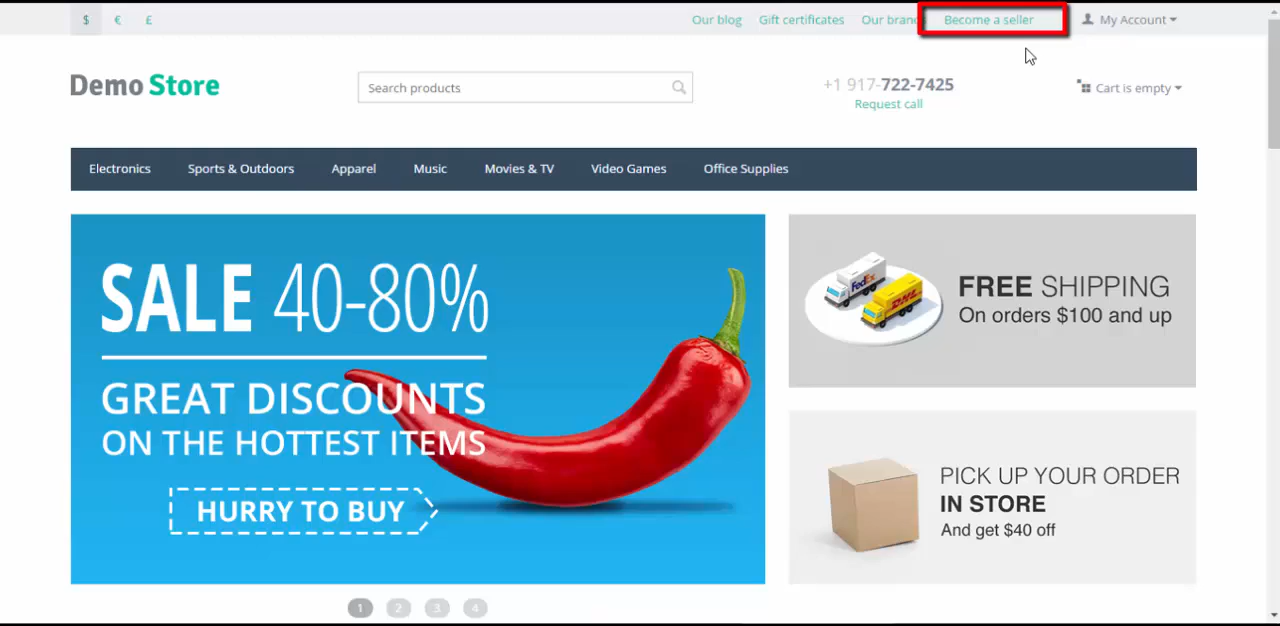 $ € £ Our blog Gift certificates Our brand Become a seller My Account
Demo Store
Search products
+1 917-722-7425
Request call
Cart is empty
Electronics Sports & Outdoors Apparel Music Movies & TV Video Games Office Supplies
SALE 40-80%
GREAT DISCOUNTS
ON THE HOTTEST ITEMS
HURRY TO BUY
FedEx
DHL
FREE SHIPPING
On orders $100 and up
PICK UP YOUR ORDER
IN STORE
And get $40 off
1 2 3 4